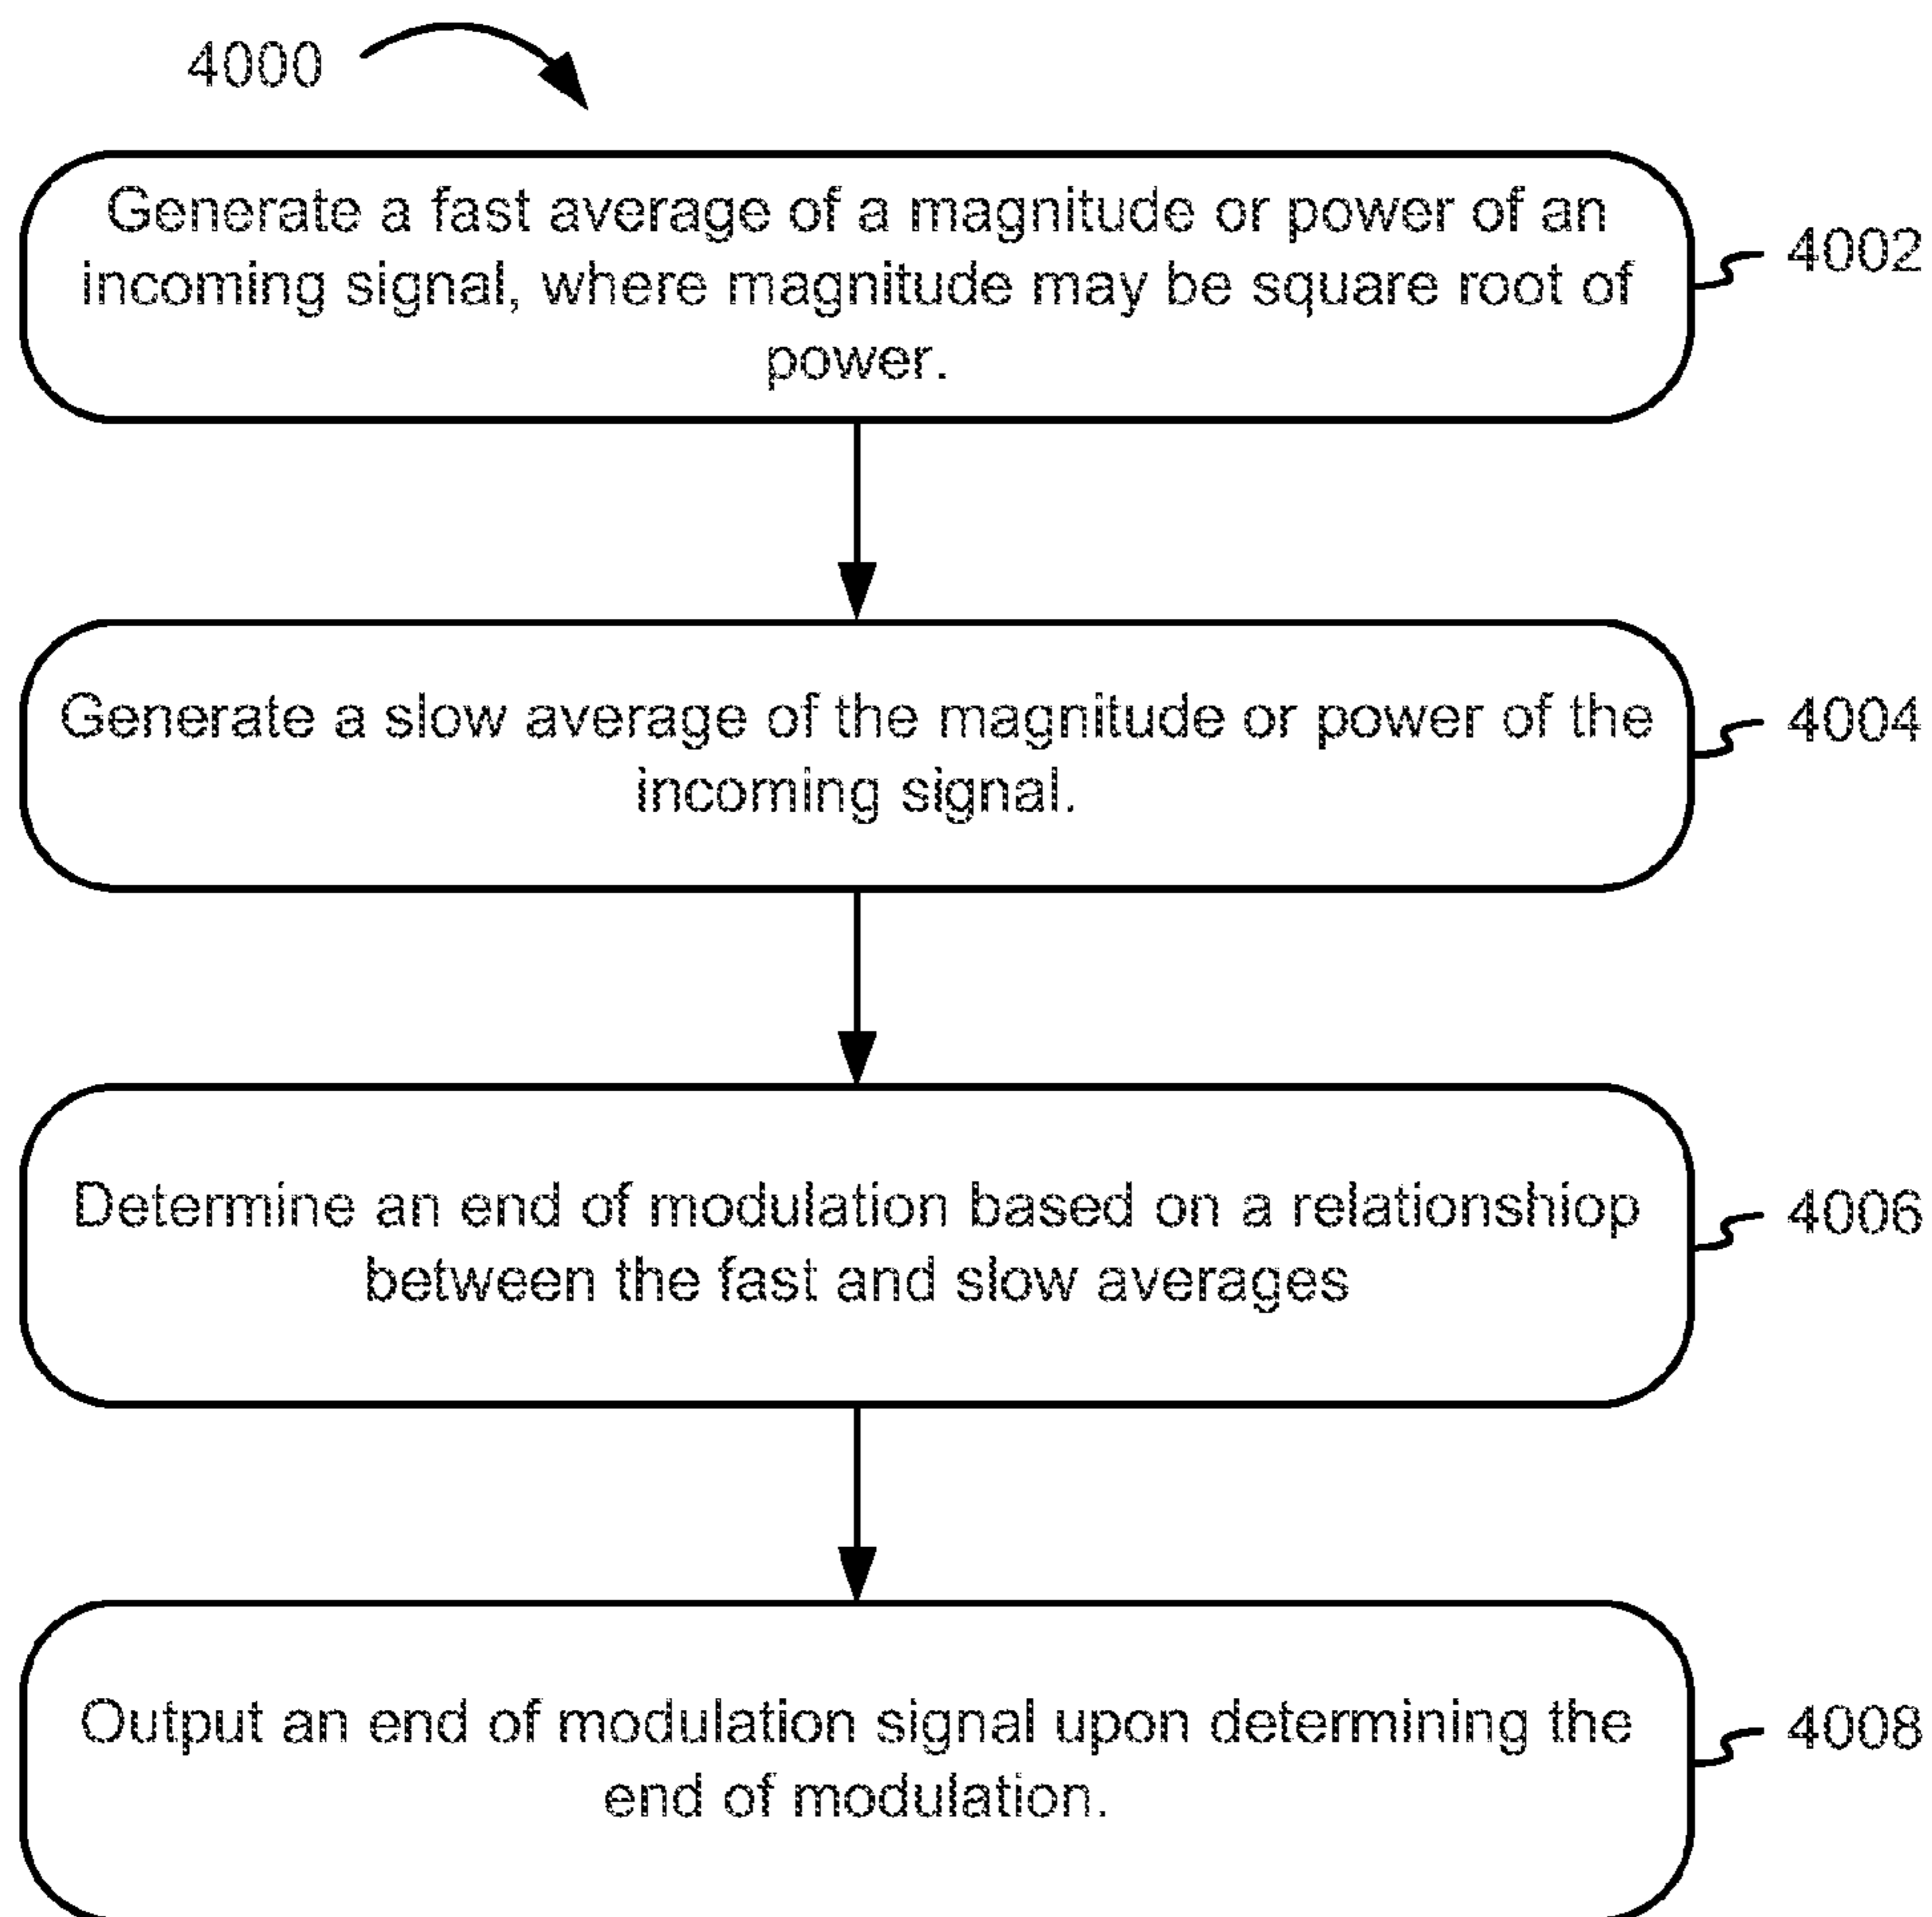 4000
Generate a fast average of a magnitude or power of an
incoming signal, where magnitude may be square root of
power.
4002
Generate a slow average of the magnitude or power of the
incoming signal.
4004
Determine an end of modulation based on a relationshiop
between the fast and slow averages
4006
Output an end of modulation signal upon determining the
end of modulation.
4008